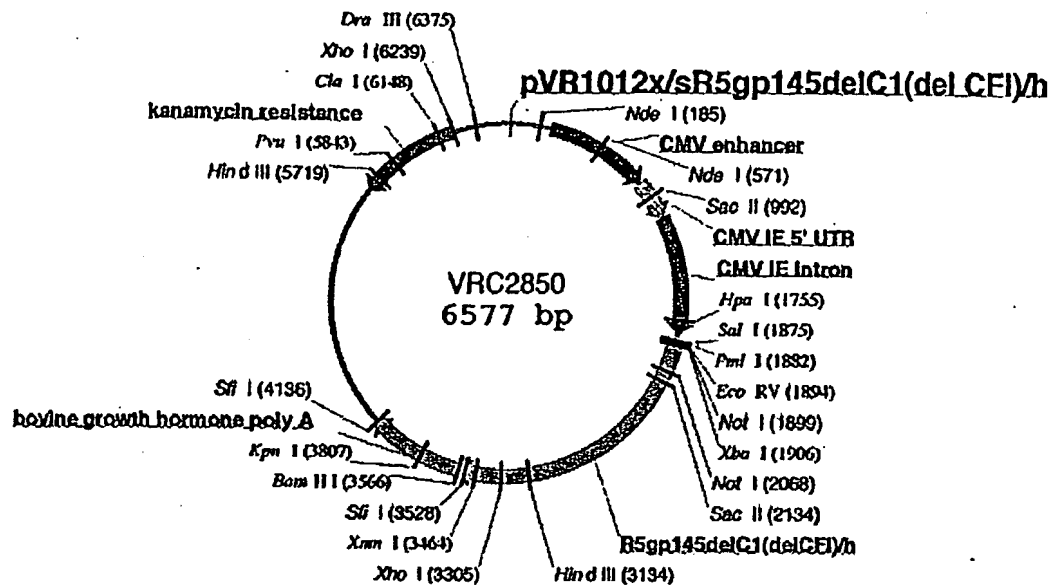 Dra III (6375)
Xho I (6239)
Cla I (6148)
kanamycin resistance
Pvu I (5843)
Hind III (5719)
pVR1012x/sR5gp145delC1(del CFI)/h
Nde I (185)
CMV enhancer
Nde I (571)
Sac II (992)
CMV IE 5' UTR
CMV IE Intron
Hpa I (1755)
Sal I (1875)
Pml I (1882)
Eco RV (1894)
Not I (1899)
Xba I (1906)
Not I (2068)
Sac II (2134)
R5gp145delC1(delCFI)/h
Hind III (3134)
Xho I (3305)
Xmn I (3464)
Sfi I (3528)
Bam HI (3566)
Kpn I (3807)
bovine growth hormone poly A
Sfi I (4136)
VRC2850
6577 bp